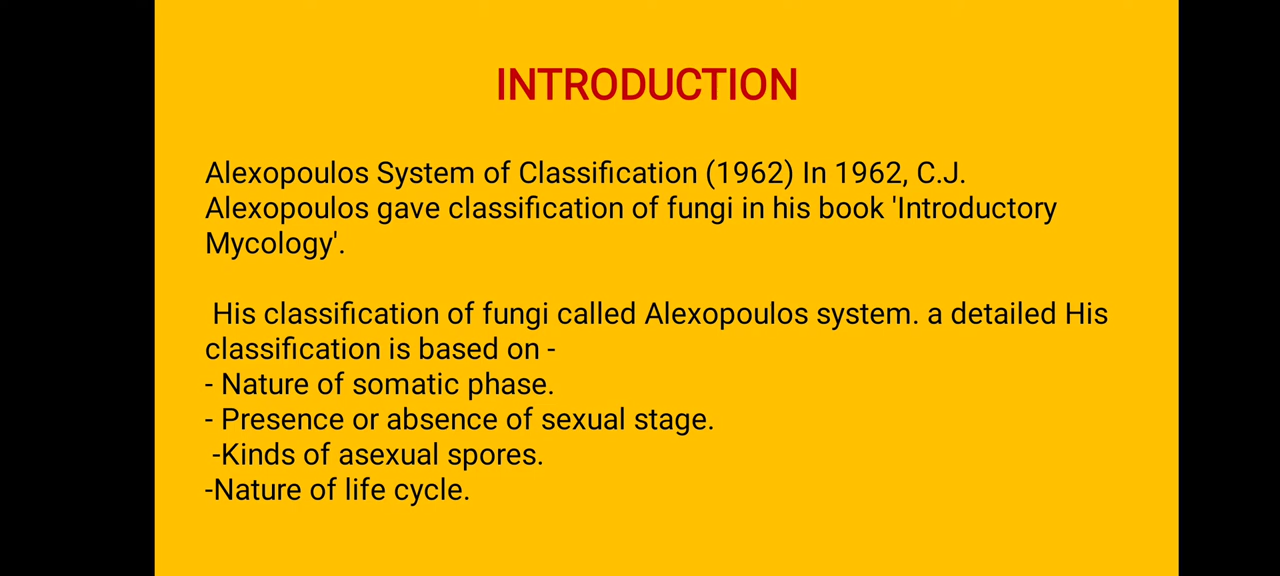 INTRODUCTION
Alexopoulos System of Classification (1962) In 1962, C.J.
Alexopoulos gave classification of fungi in his book 'Introductory
Mycology'.
His classification of fungi called Alexopoulos system. a detailed His
classification is based on -
- Nature of somatic phase.
- Presence or absence of sexual stage.
-Kinds of asexual spores.
-Nature of life cycle.